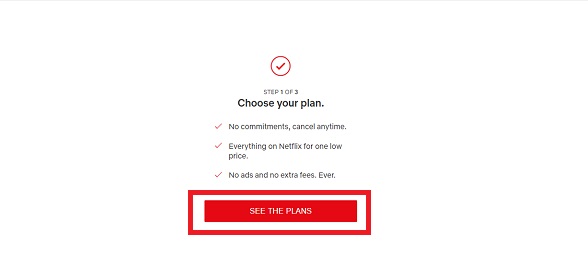 STEP 1 OF 3
Choose your plan.
No commitments, cancel anytime.
Everything on Netflix for one low
price.
No ads and no extra fees. Ever.
SEE THE PLANS